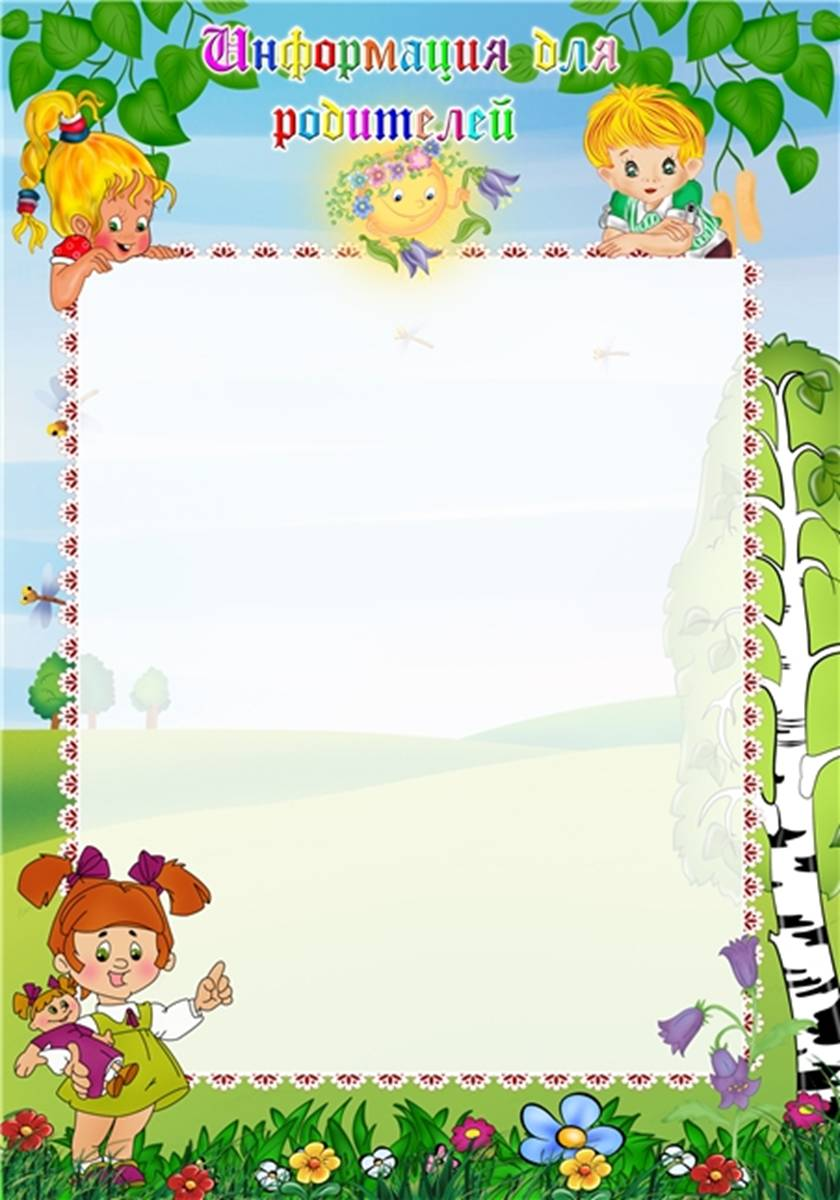 Информация для
родителей